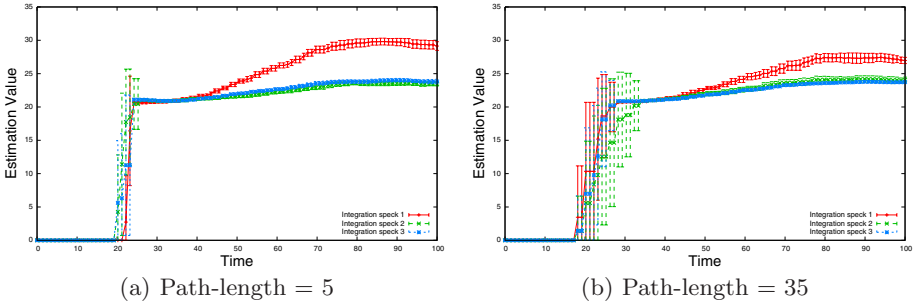 35
30
25
20
15
10
5
0
Estimation Value
0 10 20 30 40 50 60 70 80 90 100
Time
Integration speck 1
Integration speck 2
Integration speck 3
(a) Path-length = 5
35
30
25
20
15
10
5
0
Estimation Value
0 10 20 30 40 50 60 70 80 90 100
Time
Integration speck 1
Integration speck 2
Integration speck 3
(b) Path-length = 35